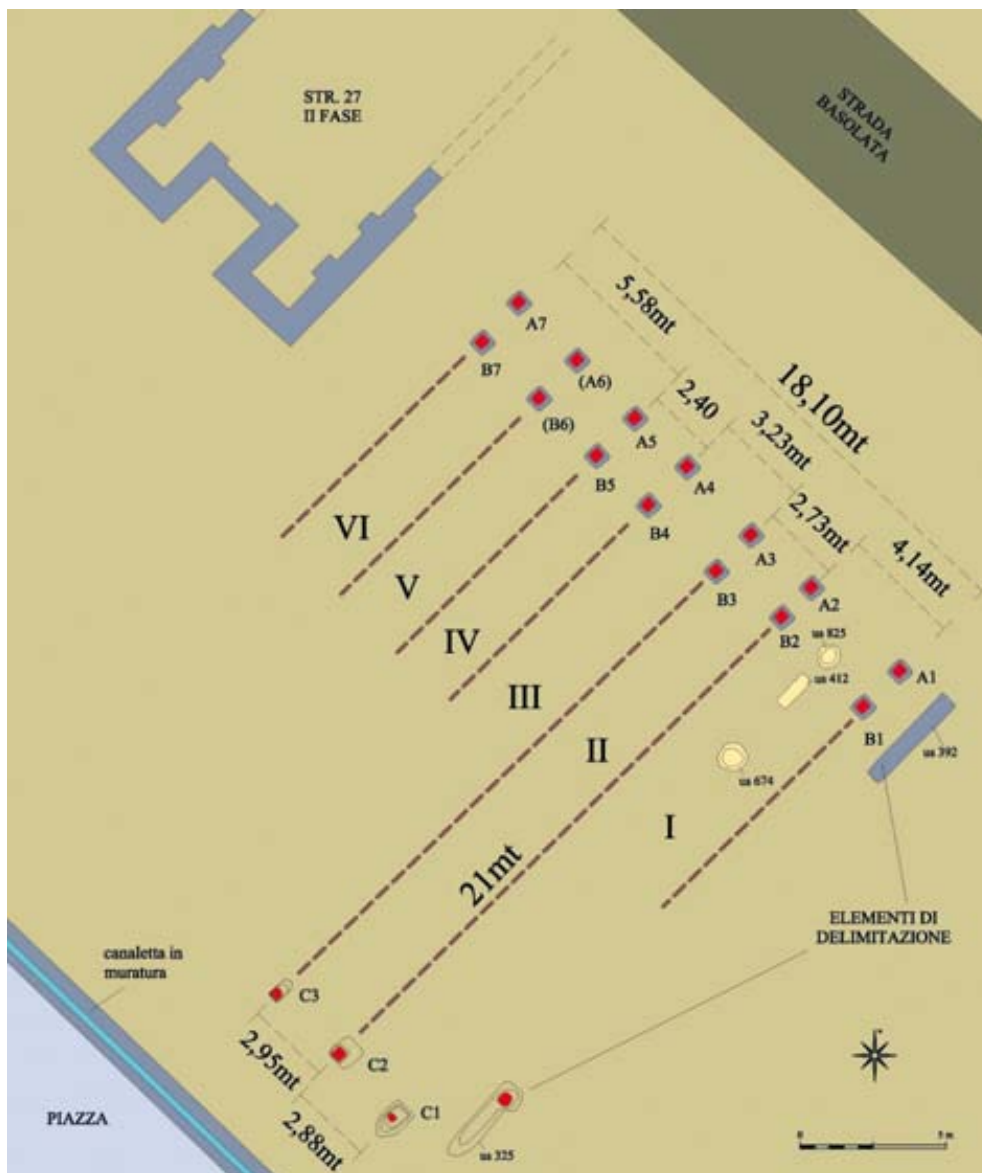 STR. 27
II FASE
STRADA
BASOLATA
5,58mt
18,10mt
2,40
3,23mt
2,73mt
4,14mt
A7
B7
(A6)
(B6)
A5
B5
A4
B4
A3
B3
A2
B2
us 825
us 412
A1
B1
us 392
us 674
VI
V
IV
III
II
I
21mt
ELEMENTI DI
DELIMITAZIONE
canaletta in
muratura
C3
C2
C1
2,95mt
2,88mt
us 325
PIAZZA
0
5 m